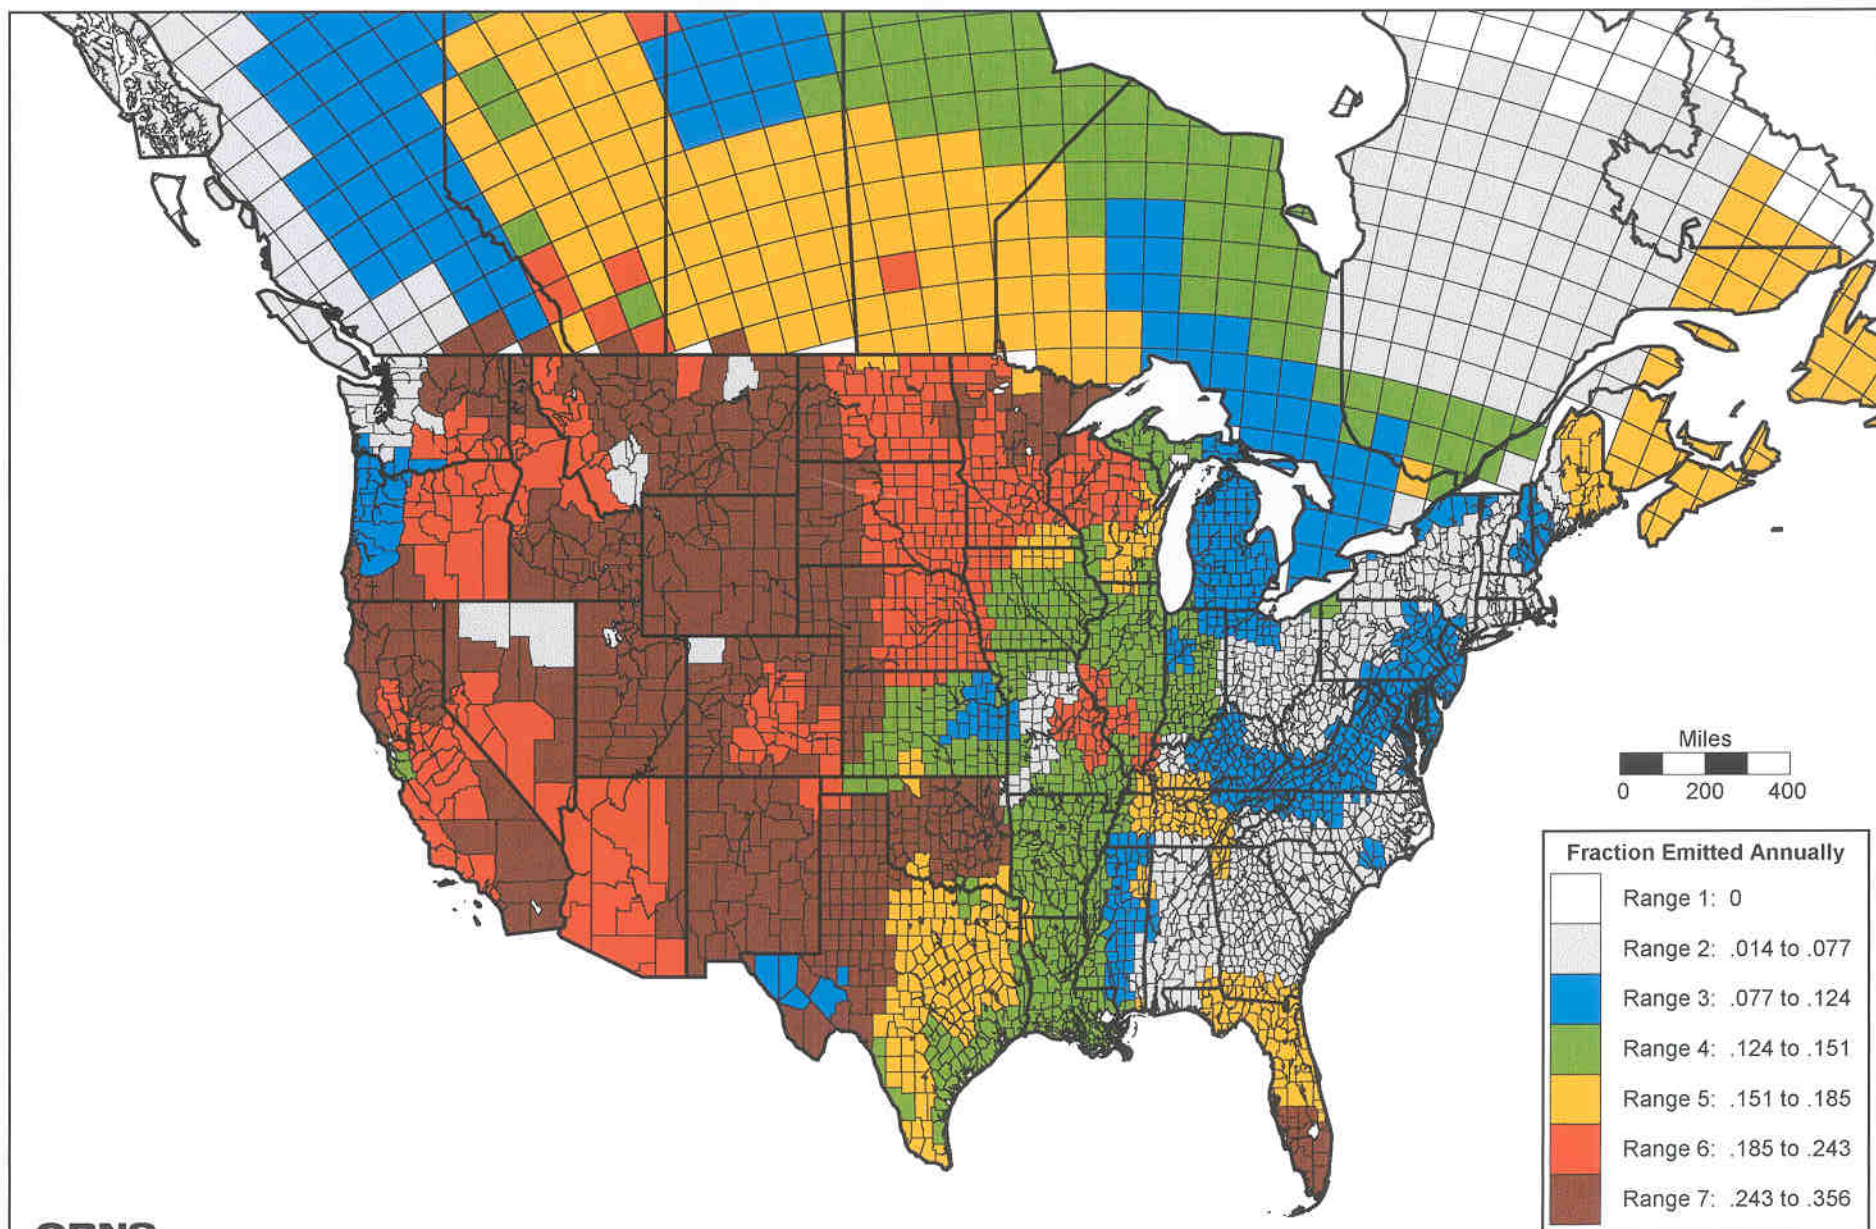 Miles
0 200 400
Fraction Emitted Annually
Range 1: 0
Range 2: .014 to .077
Range 3: .077 to .124
Range 4: .124 to .151
Range 5: .151 to .185
Range 6: .185 to .243
Range 7: .243 to .356